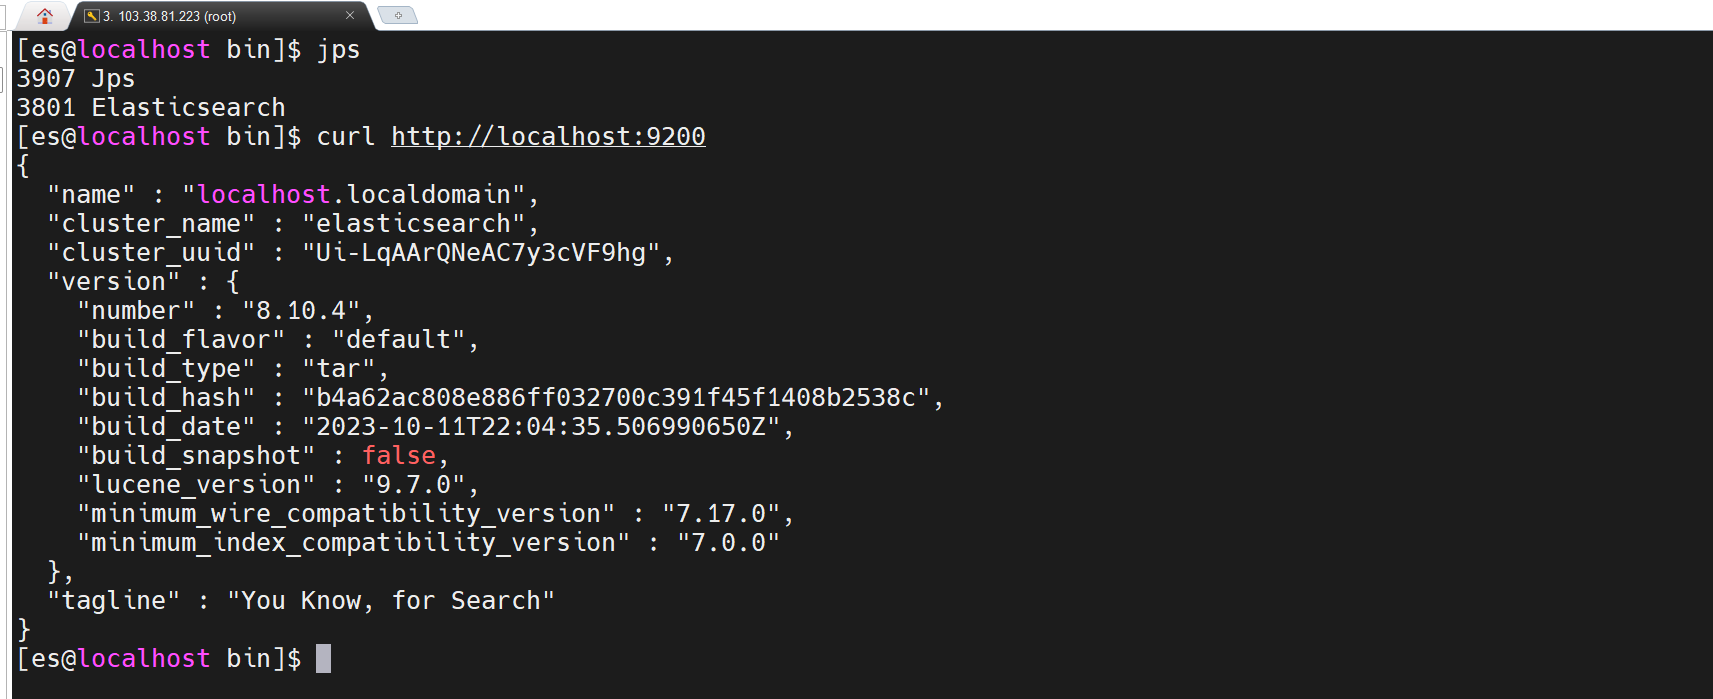 3. 103.38.81.223 (root)
[es@localhost bin]$ jps
3907 Jps
3801 Elasticsearch
[es@localhost bin]$ curl http://localhost:9200
{
  "name" : "localhost.localdomain",
  "cluster_name" : "elasticsearch",
  "cluster_uuid" : "Ui-LqAArQNeAC7y3cVF9hg",
  "version" : {
    "number" : "8.10.4",
    "build_flavor" : "default",
    "build_type" : "tar",
    "build_hash" : "b4a62ac808e886ff032700c391f45f1408b2538c",
    "build_date" : "2023-10-11T22:04:35.506990650Z",
    "build_snapshot" : false,
    "lucene_version" : "9.7.0",
    "minimum_wire_compatibility_version" : "7.17.0",
    "minimum_index_compatibility_version" : "7.0.0"
  },
  "tagline" : "You Know, for Search"
}
[es@localhost bin]$